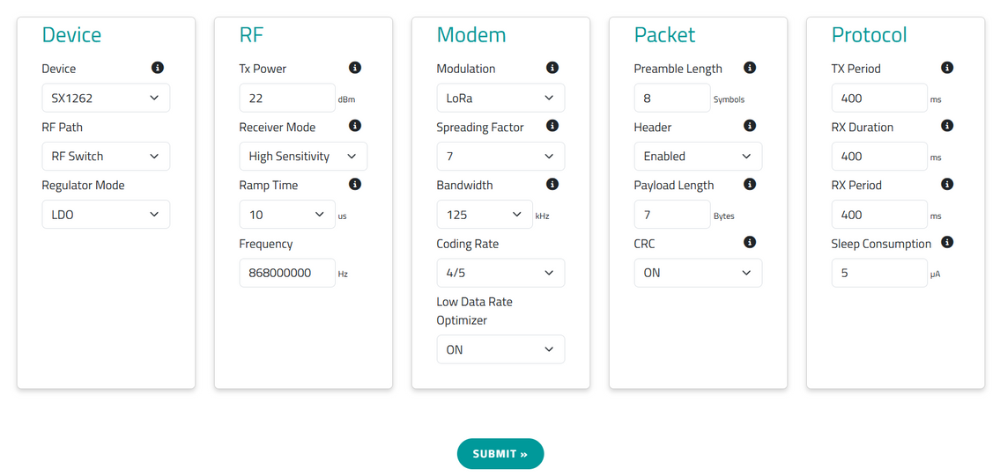 Device
Device
SX1262
RF Path
RF Switch
Regulator Mode
LDO
RF
Tx Power
22 dBm
Receiver Mode
High Sensitivity
Ramp Time
10 us
Frequency
868000000 Hz
Modem
Modulation
LoRa
Spreading Factor
7
Bandwidth
125 kHz
Coding Rate
4/5
Low Data Rate
Optimizer
ON
Packet
Preamble Length
8 Symbols
Header
Enabled
Payload Length
7 Bytes
CRC
ON
Protocol
TX Period
400 ms
RX Duration
400 ms
RX Period
400 ms
Sleep Consumption
5 µA
SUBMIT »